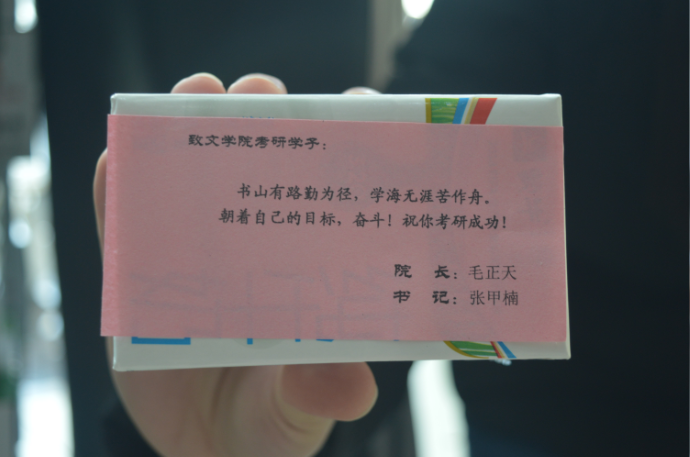 致文学院考研学子：
书山有路勤为径，学海无涯苦作舟。
朝着自己的目标，奋斗！祝你考研成功！
院 长：毛正天
书 记：张甲楠